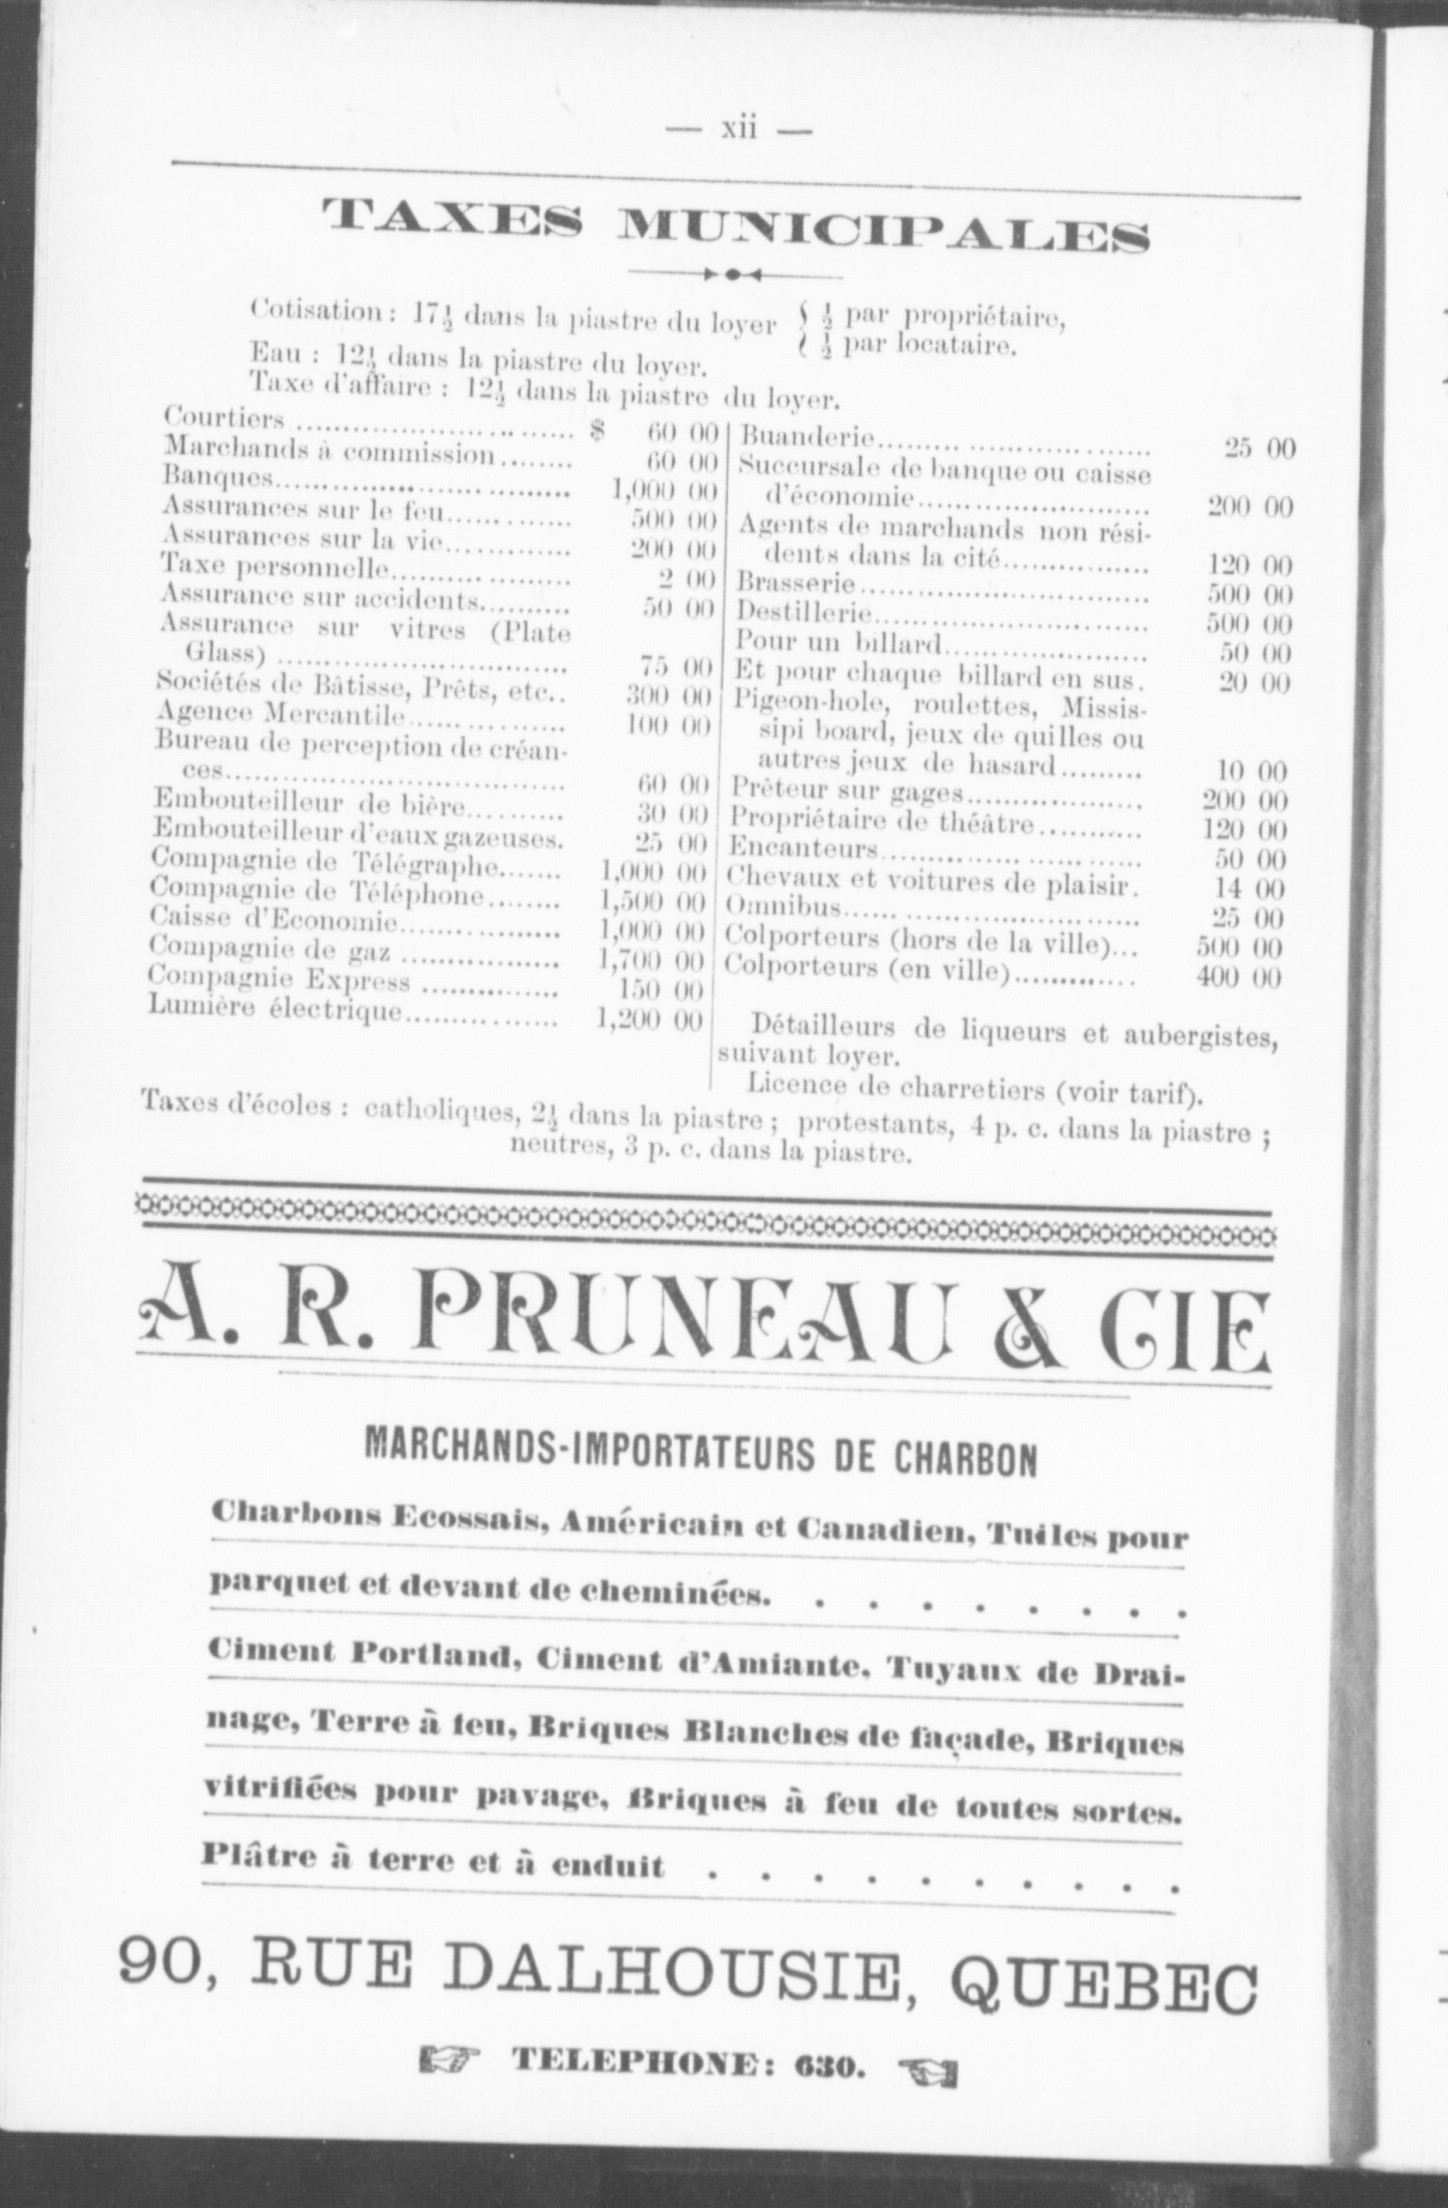 — xii —
TAXES MUNICIPALES
Cotisation : 17½ dans la piastre du loyer { ½ par propriétaire,
½ par locataire.
Eau : 12½ dans la piastre du loyer.
Taxe d'affaire : 12½ dans la piastre du loyer.
Courtiers ............................ $ 60 00
Marchands à commission........ 60 00
Banques................................ 1,000 00
Assurances sur le feu............. 500 00
Assurances sur la vie............. 200 00
Taxe personnelle................... 2 00
Assurance sur accidents.......... 50 00
Assurance sur vitres (Plate
Glass) .............................. 75 00
Sociétés de Bâtisse, Prêts, etc.. 300 00
Agence Mercantile................ 100 00
Bureau de perception de créan-
ces.................................... 60 00
Embouteilleur de bière.......... 30 00
Embouteilleur d'eaux gazeuses. 25 00
Compagnie de Télégraphe....... 1,000 00
Compagnie de Téléphone........ 1,500 00
Caisse d'Economie................. 1,000 00
Compagnie de gaz ................. 1,700 00
Compagnie Express ............... 150 00
Lumière électrique................ 1,200 00
Buanderie............................. 25 00
Succursale de banque ou caisse
d'économie......................... 200 00
Agents de marchands non rési-
dents dans la cité................ 120 00
Brasserie.............................. 500 00
Destillerie............................ 500 00
Pour un billard...................... 50 00
Et pour chaque billard en sus. 20 00
Pigeon-hole, roulettes, Missis-
sipi board, jeux de quilles ou
autres jeux de hasard......... 10 00
Prêteur sur gages................... 200 00
Propriétaire de théâtre........... 120 00
Encanteurs........................... 50 00
Chevaux et voitures de plaisir. 14 00
Omnibus............................... 25 00
Colporteurs (hors de la ville)... 500 00
Colporteurs (en ville)............. 400 00
Détailleurs de liqueurs et aubergistes,
suivant loyer.
Licence de charretiers (voir tarif).
Taxes d'écoles : catholiques, 2½ dans la piastre ; protestants, 4 p. c. dans la piastre ;
neutres, 3 p. c. dans la piastre.
A. R. PRUNEAU & CIE
MARCHANDS-IMPORTATEURS DE CHARBON
Charbons Ecossais, Américain et Canadien, Tuiles pour
parquet et devant de cheminées. . . . . . . . .
Ciment Portland, Ciment d'Amiante, Tuyaux de Drai-
nage, Terre à feu, Briques Blanches de façade, Briques
vitrifiées pour pavage, Briques à feu de toutes sortes.
Plâtre à terre et à enduit . . . . . . . . . .
90, RUE DALHOUSIE, QUEBEC
☞ TELEPHONE: 630. ☜